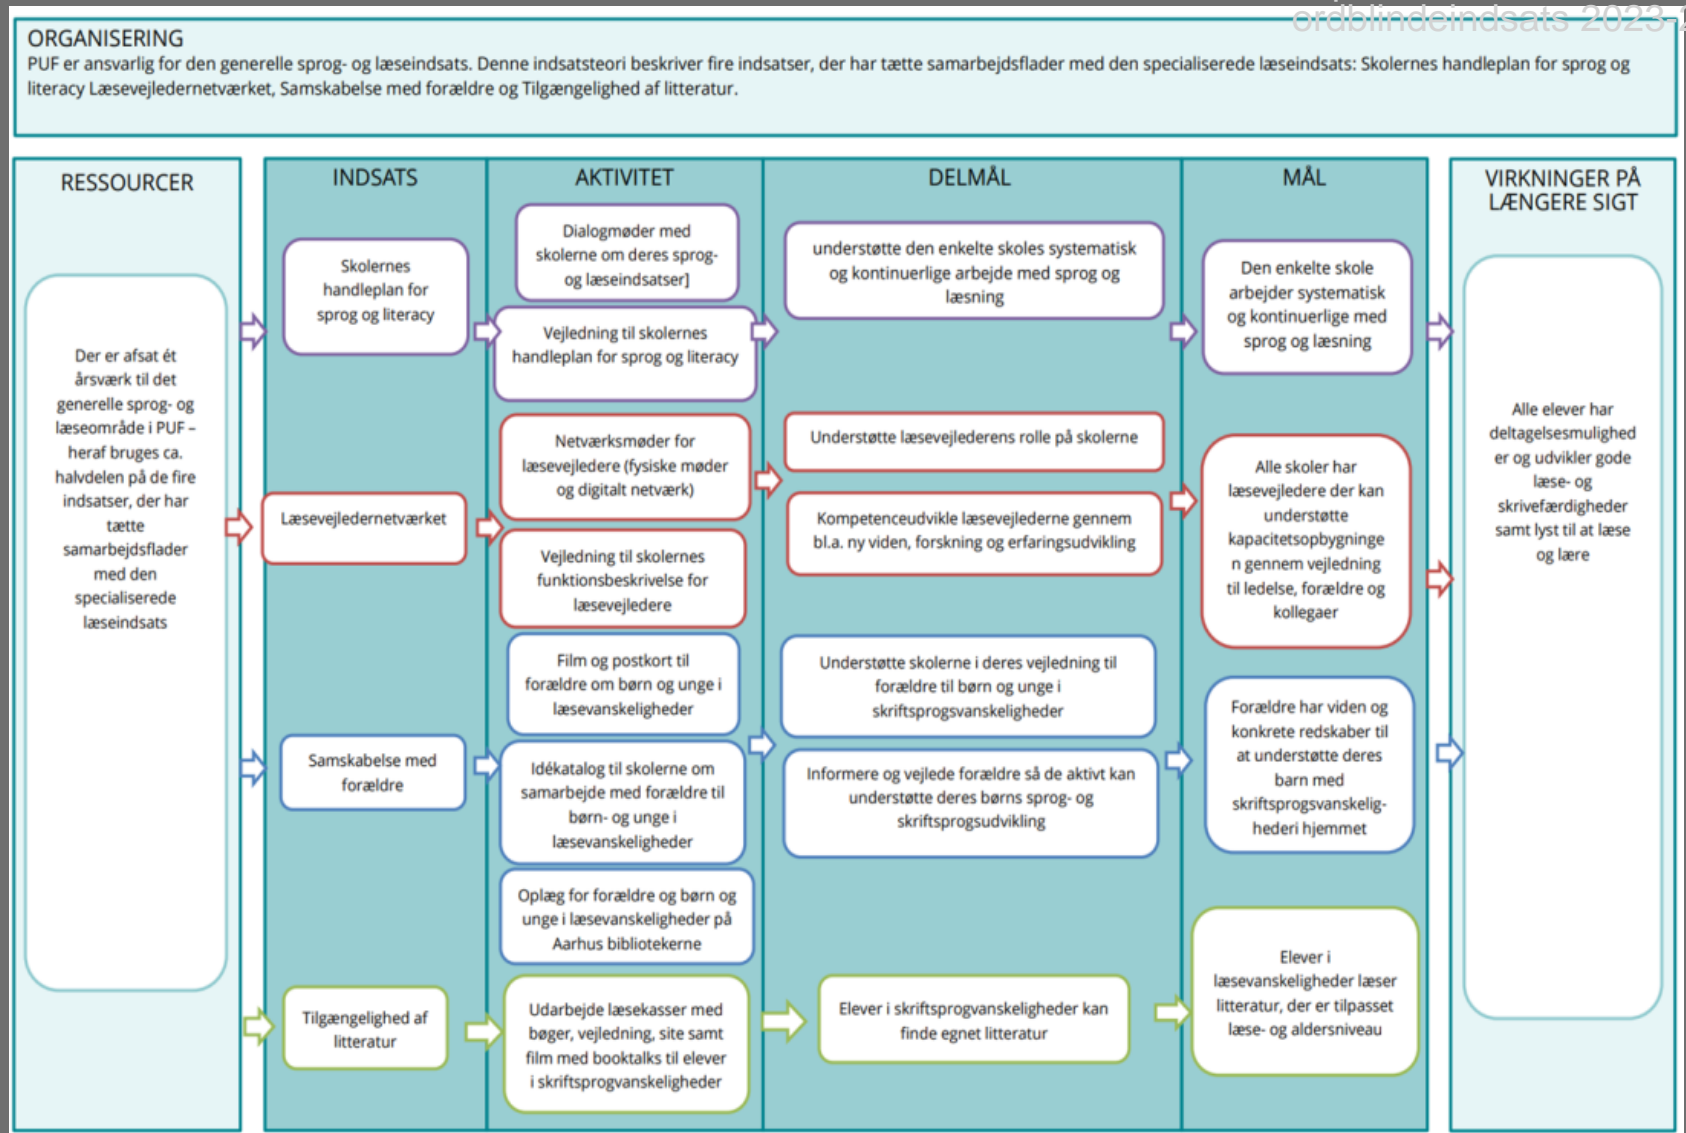 ordblindeindsats 2023-2
ORGANISERING
PUF er ansvarlig for den generelle sprog- og læseindsats. Denne indsatsteori beskriver fire indsatser, der har tætte samarbejdsflader med den specialiserede læseindsats: Skolernes handleplan for sprog og
literacy Læsevejledernetværket, Samskabelse med forældre og Tilgængelighed af litteratur.
RESSOURCER
Der er afsat ét
årsværk til det
generelle sprog- og
læseområde i PUF –
heraf bruges ca.
halvdelen på de fire
indsatser, der har
tætte
samarbejdsflader
med den
specialiserede
læseindsats
INDSATS
Skolernes
handleplan for
sprog og literacy
Læsevejledernetværket
Samskabelse med
forældre
Tilgængelighed af
litteratur
AKTIVITET
Dialogmøder med
skolerne om deres sprog-
og læseindsatser]
Vejledning til skolernes
handleplan for sprog og literacy
Netværksmøder for
læsevejledere (fysiske møder
og digitalt netværk)
Vejledning til skolernes
funktionsbeskrivelse for
læsevejledere
Film og postkort til
forældre om børn og unge i
læsevanskeligheder
Idékatalog til skolerne om
samarbejde med forældre til
børn- og unge i
læsevanskeligheder
Oplæg for forældre og børn og
unge i læsevanskeligheder på
Aarhus bibliotekerne
Udarbejde læsekasser med
bøger, vejledning, site samt
film med booktalks til elever
i skriftsprogvanskeligheder
DELMÅL
understøtte den enkelte skoles systematisk
og kontinuerlige arbejde med sprog og
læsning
Understøtte læsevejlederens rolle på skolerne
Kompetenceudvikle læsevejlederne gennem
bl.a. ny viden, forskning og erfaringsudvikling
Understøtte skolerne i deres vejledning til
forældre til børn og unge i
skriftsprogsvanskeligheder
Informere og vejlede forældre så de aktivt kan
understøtte deres børns sprog- og
skriftsprogsudvikling
Elever i skriftsprogvanskeligheder kan
finde egnet litteratur
MÅL
Den enkelte skole
arbejder systematisk
og kontinuerlige med
sprog og læsning
Alle skoler har
læsevejledere der kan
understøtte
kapacitetsopbygninge
n gennem vejledning
til ledelse, forældre og
kollegaer
Forældre har viden og
konkrete redskaber til
at understøtte deres
barn med
skriftsprogsvanskelig-
hederi hjemmet
Elever i
læsevanskeligheder læser
litteratur, der er tilpasset
læse- og aldersniveau
VIRKNINGER PÅ
LÆNGERE SIGT
Alle elever har
deltagelsesmulighed
er og udvikler gode
læse- og
skrivefærdigheder
samt lyst til at læse
og lære